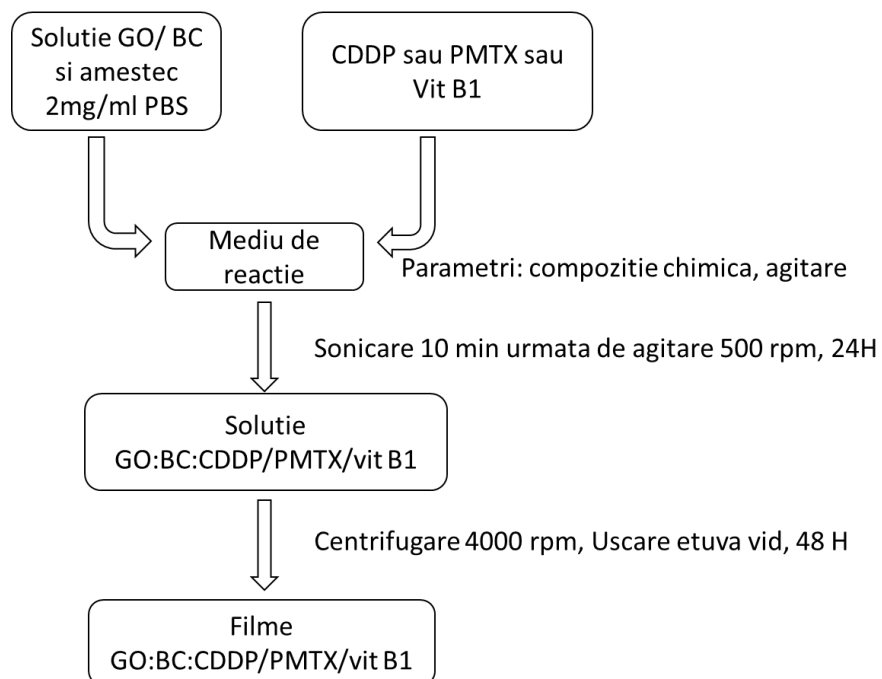 Solutie GO/ BC
si amestec
2mg/ml PBS
CDDP sau PMTX sau
Vit B1
Mediu de
reactie
Parametri: compozitie chimica, agitare
Sonicare 10 min urmata de agitare 500 rpm, 24H
Solutie
GO:BC:CDDP/PMTX/vit B1
Centrifugare 4000 rpm, Uscare etuva vid, 48 H
Filme
GO:BC:CDDP/PMTX/vit B1